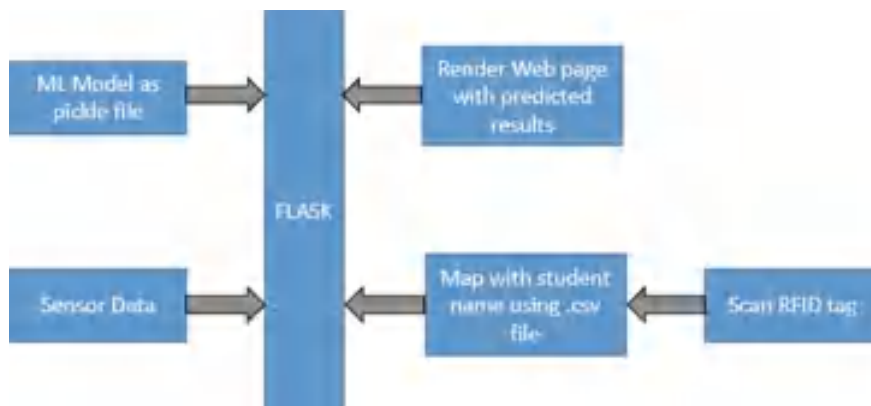 ML Model as
pickle file
Render Web page
with predicted
results
FLASK
Sensor Data
Map with student
name using .csv
file
Scan RFID tag